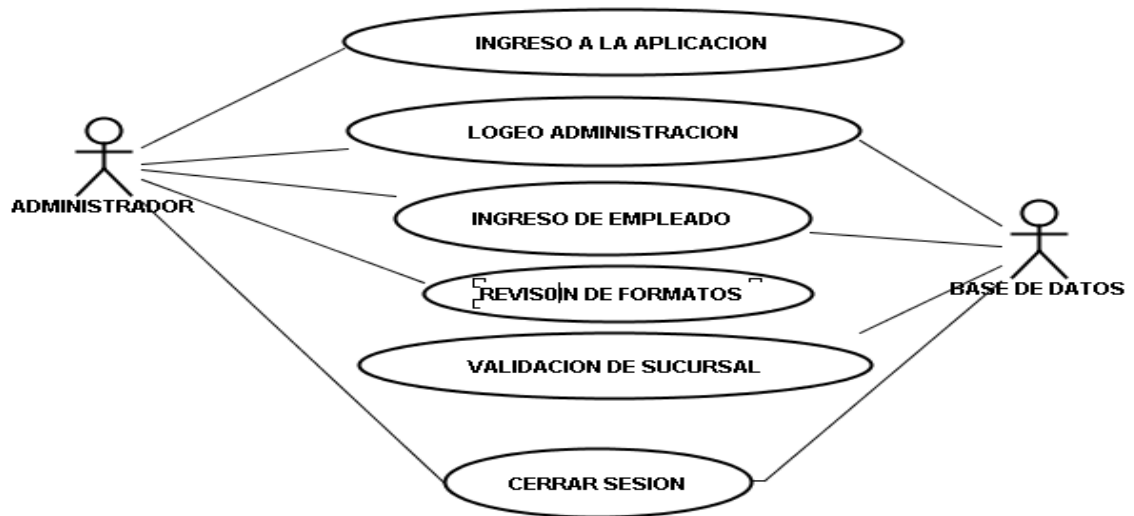 INGRESO A LA APLICACION
LOGEO ADMINISTRACION
ADMINISTRADOR
INGRESO DE EMPLEADO
REVISON DE FORMATOS
BASE DE DATOS
VALIDACION DE SUCURSAL
CERRAR SESION